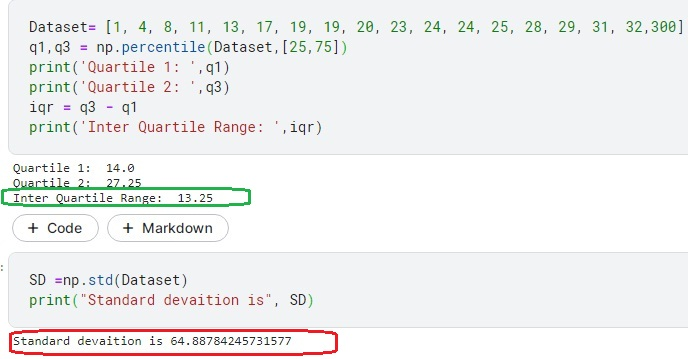 Dataset= [1, 4, 8, 11, 13, 17, 19, 19, 20, 23, 24, 24, 25, 28, 29, 31, 32,300]
q1,q3 = np.percentile(Dataset,[25,75])
print('Quartile 1: ',q1)
print('Quartile 2: ',q3)
iqr = q3 - q1
print('Inter Quartile Range: ',iqr)
Quartile 1:  14.0
Quartile 2:  27.25
Inter Quartile Range:  13.25
+ Code + Markdown
:
SD =np.std(Dataset)
print("Standard devaition is", SD)
Standard devaition is 64.88784245731577